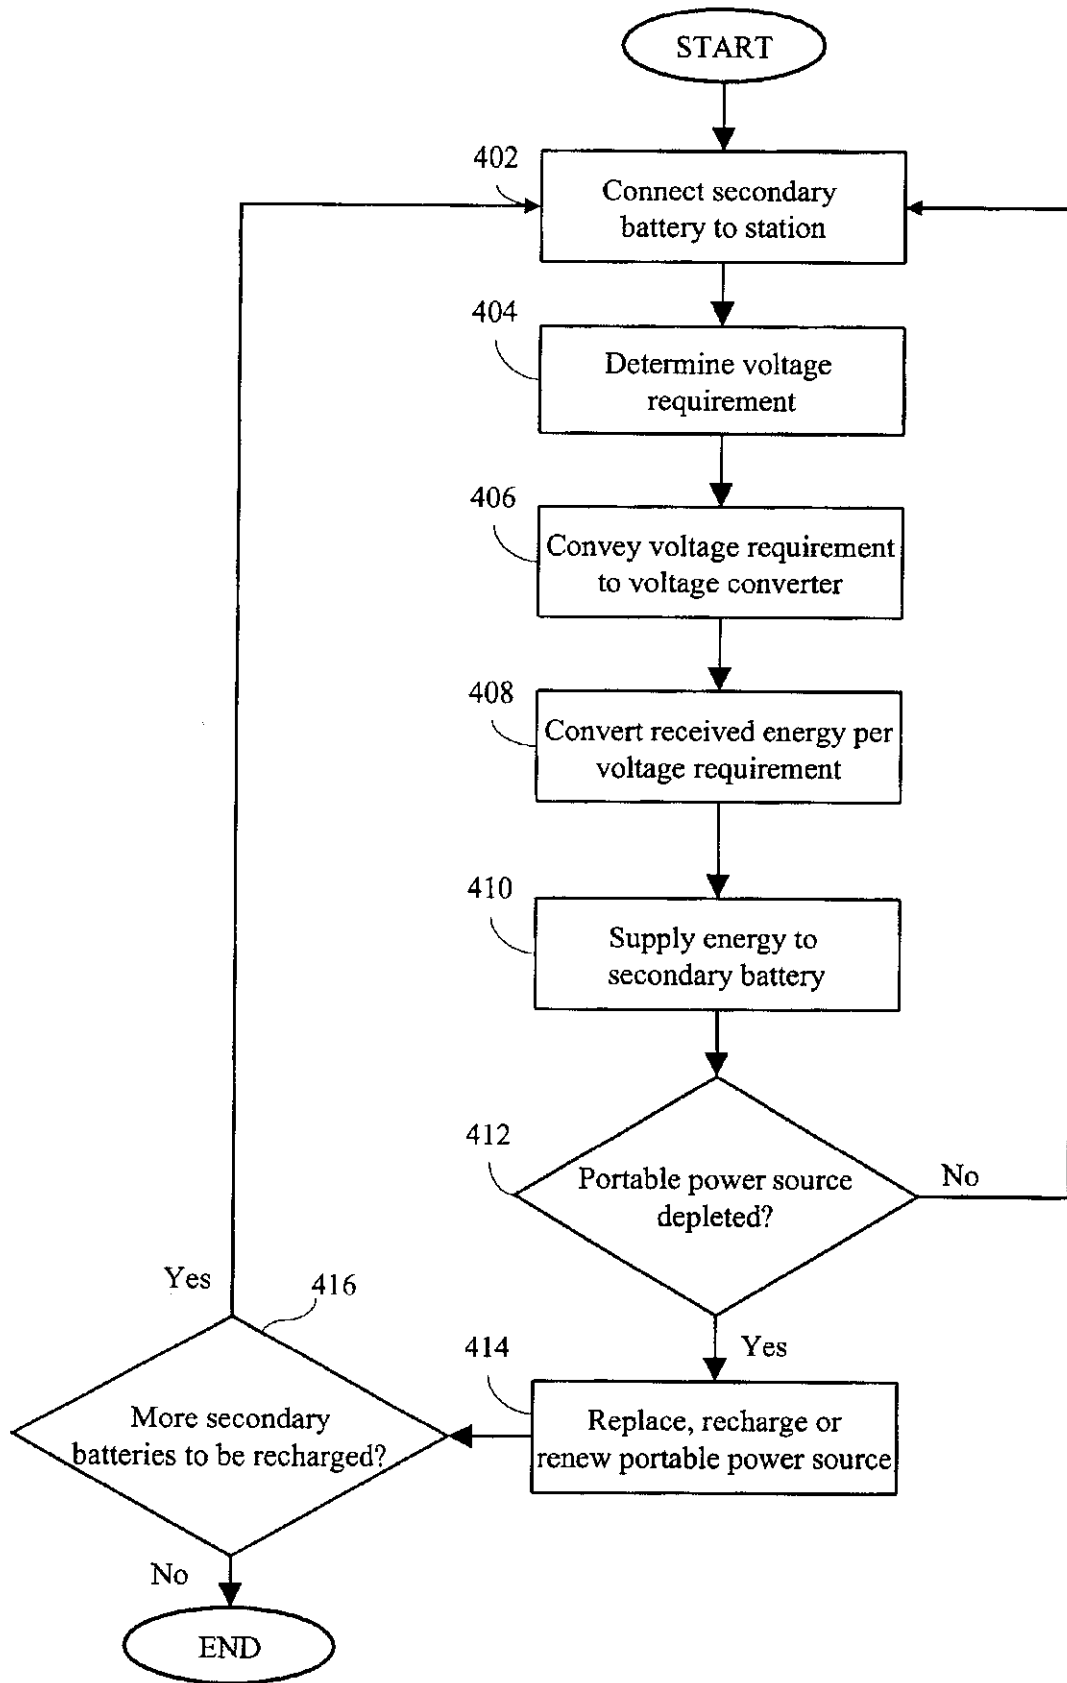 START
402
Connect secondary
battery to station
404
Determine voltage
requirement
406
Convey voltage requirement
to voltage converter
408
Convert received energy per
voltage requirement
410
Supply energy to
secondary battery
412
Portable power source
depleted?
No
Yes
414
Replace, recharge or
renew portable power source
416
Yes
More secondary
batteries to be recharged?
No
END